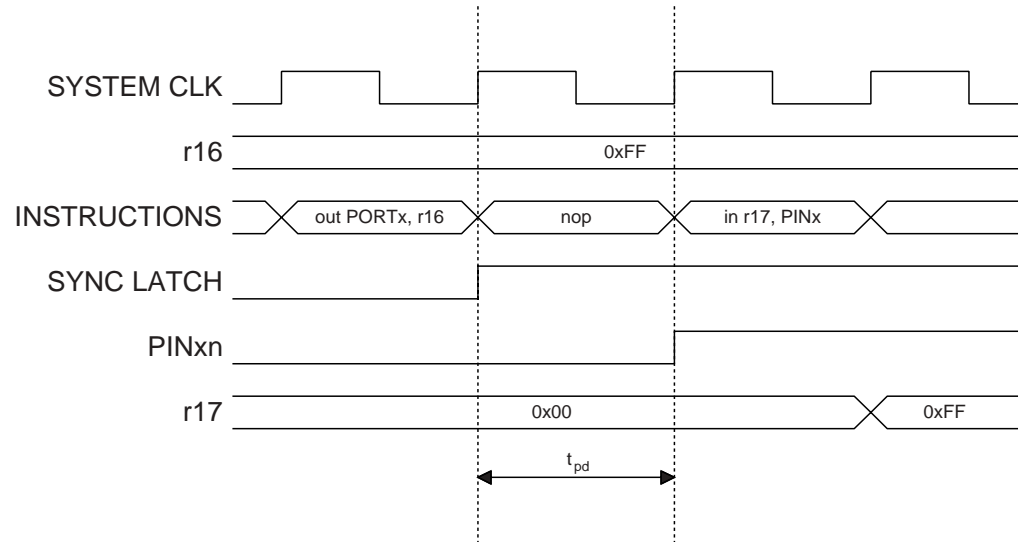 SYSTEM CLK
r16
0xFF
INSTRUCTIONS
out PORTx, r16
nop
in r17, PINx
SYNC LATCH
PINxn
r17
0x00
0xFF
tpd